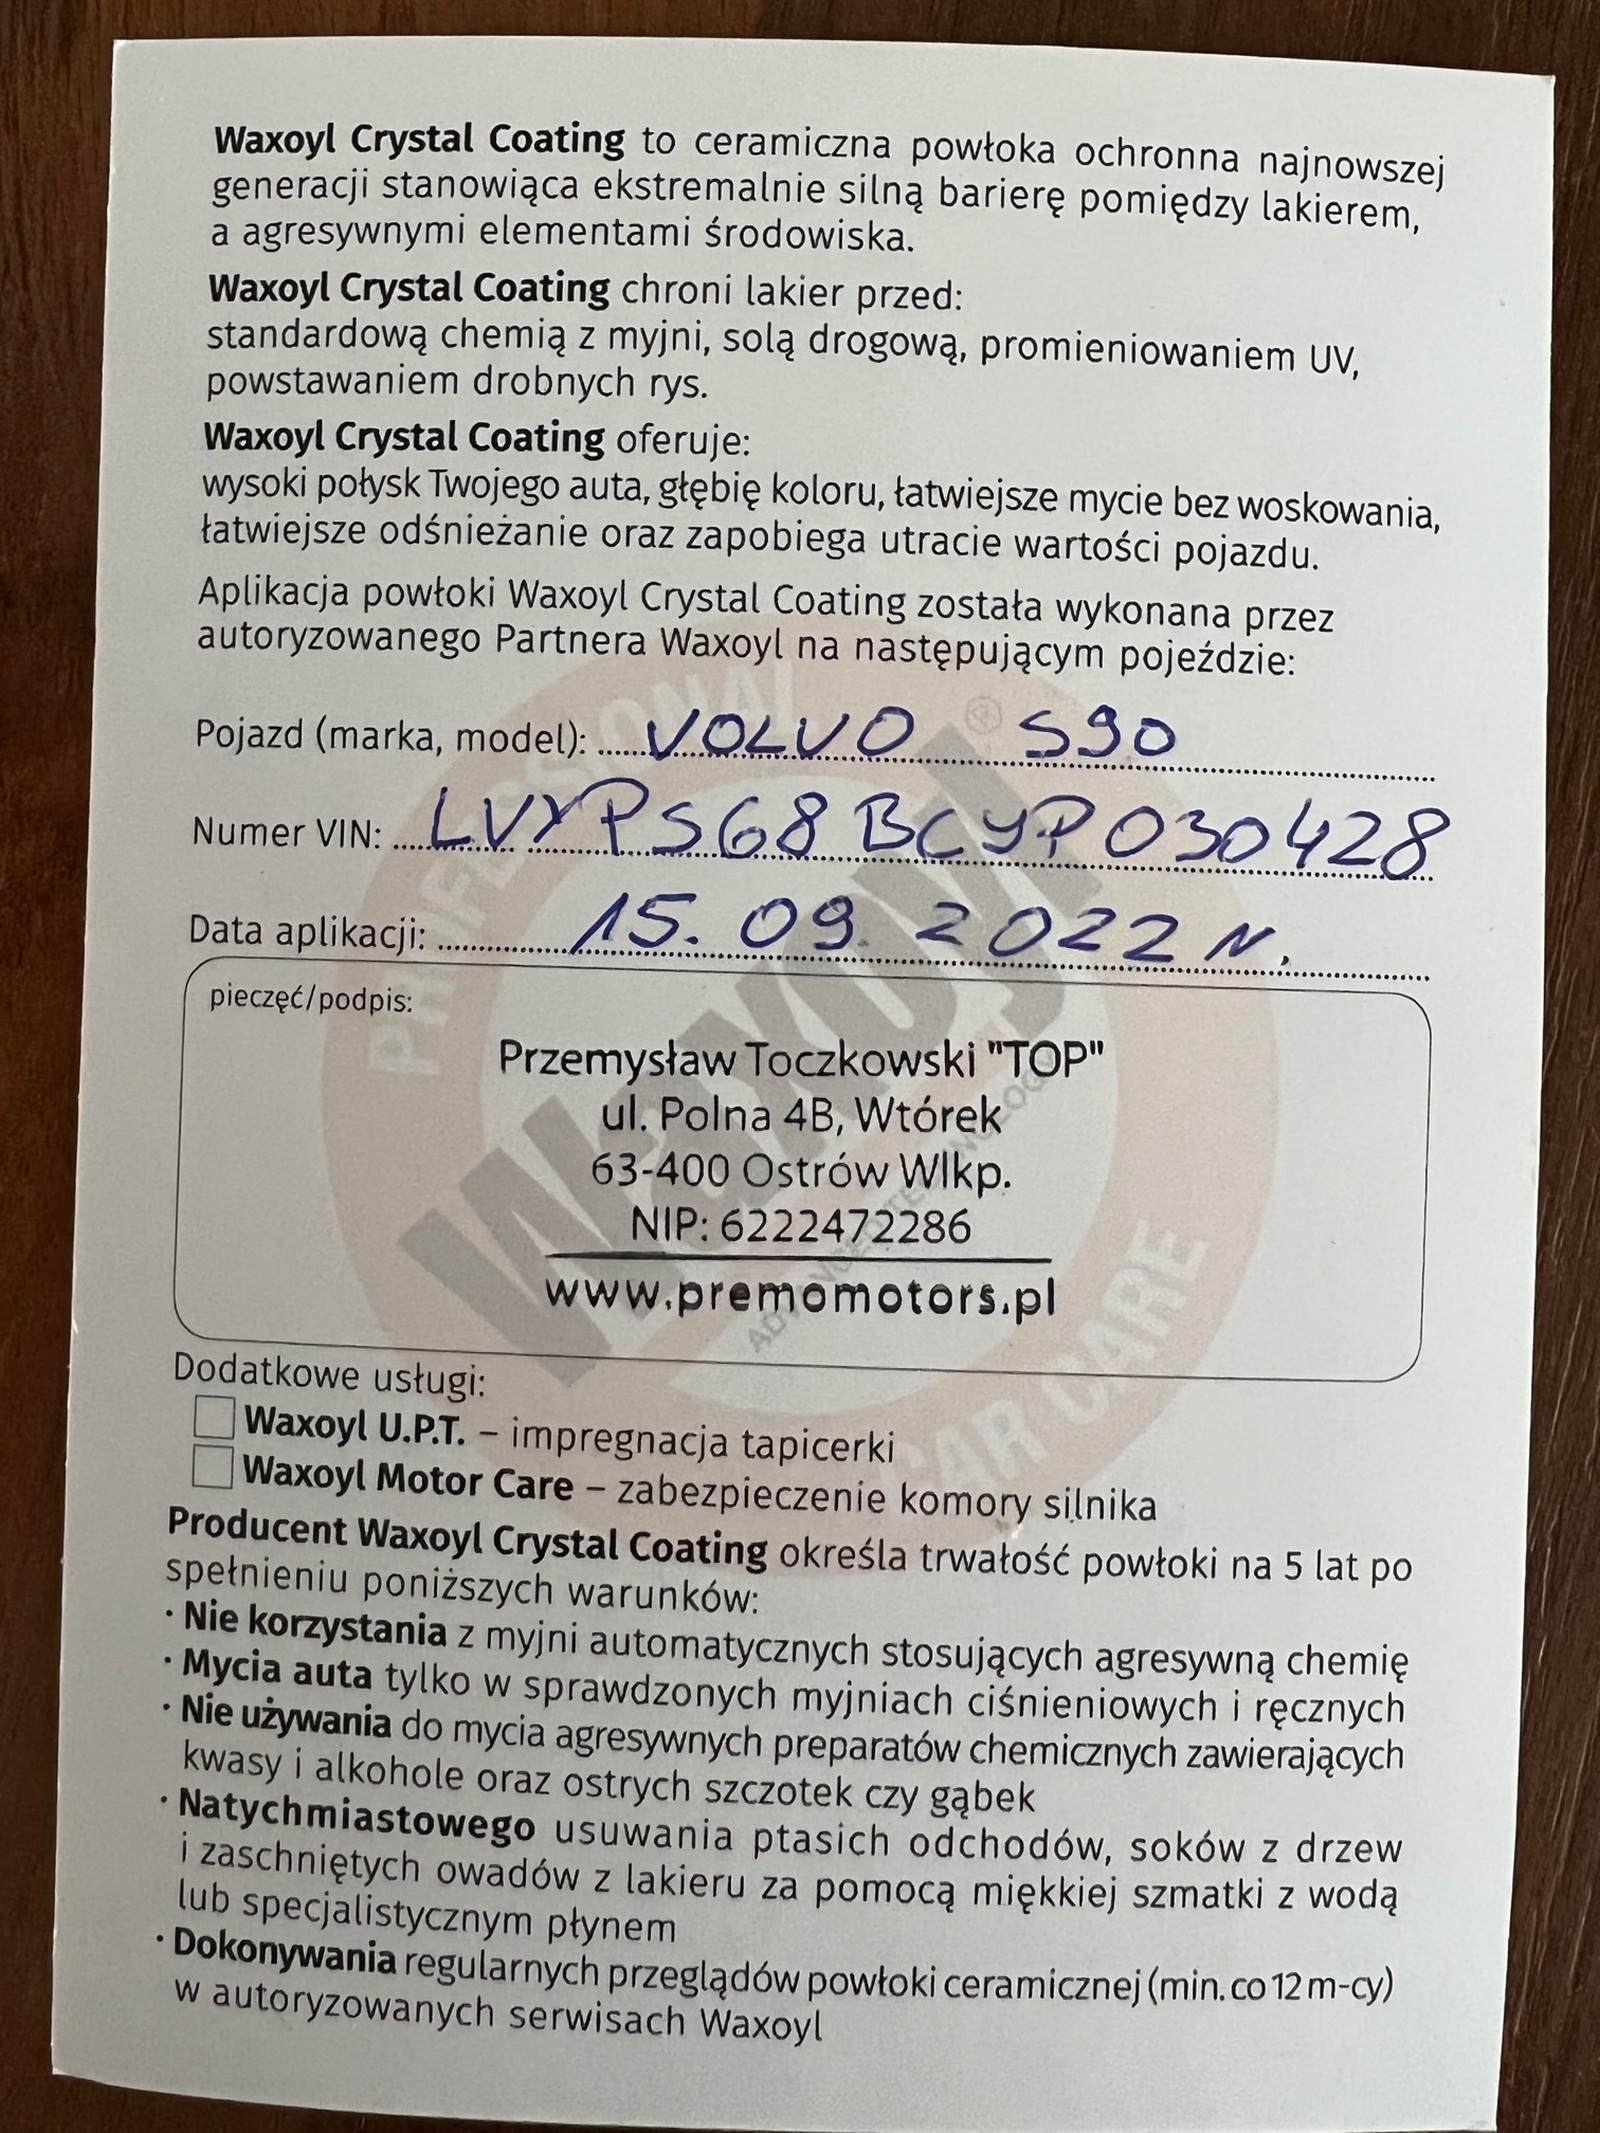 Waxoyl Crystal Coating to ceramiczna powłoka ochronna najnowszej
generacji stanowiąca ekstremalnie silną barierę pomiędzy lakierem,
a agresywnymi elementami środowiska.
Waxoyl Crystal Coating chroni lakier przed:
standardową chemią z myjni, solą drogową, promieniowaniem UV,
powstawaniem drobnych rys.
Waxoyl Crystal Coating oferuje:
wysoki połysk Twojego auta, głębię koloru, łatwiejsze mycie bez woskowania,
łatwiejsze odśnieżanie oraz zapobiega utracie wartości pojazdu.
Aplikacja powłoki Waxoyl Crystal Coating została wykonana przez
autoryzowanego Partnera Waxoyl na następującym pojeździe:
Pojazd (marka, model): VOLVO S90
Numer VIN: LVYPS68BCYP030428
Data aplikacji: 15.09.2022 r.
pieczęć/podpis:
Przemysław Toczkowski "TOP"
ul. Polna 4B, Wtórek
63-400 Ostrów Wlkp.
NIP: 6222472286
www.premomotors.pl
Dodatkowe usługi:
Waxoyl U.P.T. – impregnacja tapicerki
Waxoyl Motor Care – zabezpieczenie komory silnika
Producent Waxoyl Crystal Coating określa trwałość powłoki na 5 lat po
spełnieniu poniższych warunków:
· Nie korzystania z myjni automatycznych stosujących agresywną chemię
· Mycia auta tylko w sprawdzonych myjniach ciśnieniowych i ręcznych
· Nie używania do mycia agresywnych preparatów chemicznych zawierających
kwasy i alkohole oraz ostrych szczotek czy gąbek
· Natychmiastowego usuwania ptasich odchodów, soków z drzew
i zaschniętych owadów z lakieru za pomocą miękkiej szmatki z wodą
lub specjalistycznym płynem
· Dokonywania regularnych przeglądów powłoki ceramicznej (min. co 12 m-cy)
w autoryzowanych serwisach Waxoyl
PROFESSIONAL
Waxoyl ®
CAR CARE